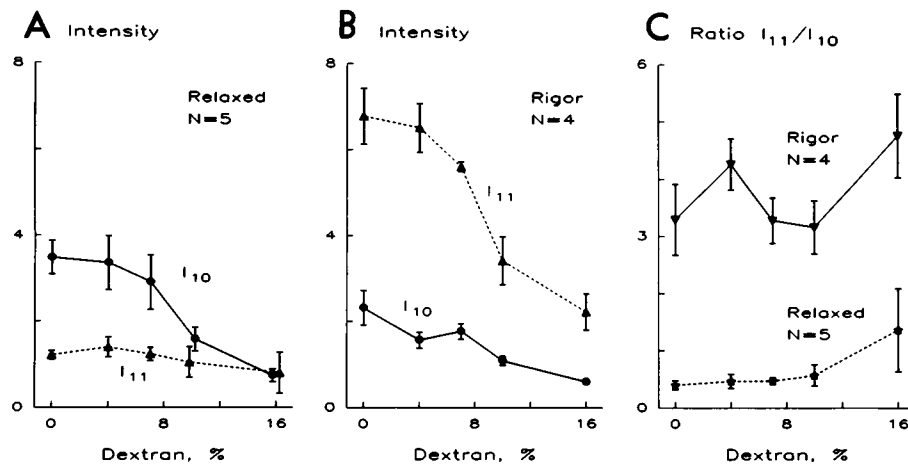 A Intensity
8
4
0
Relaxed
N=5
I10
I11
0 8 16
Dextran, %
B Intensity
8
4
0
Rigor
N=4
I11
I10
0 8 16
Dextran, %
C Ratio I11/I10
6
3
0
Rigor
N=4
Relaxed
N=5
0 8 16
Dextran, %